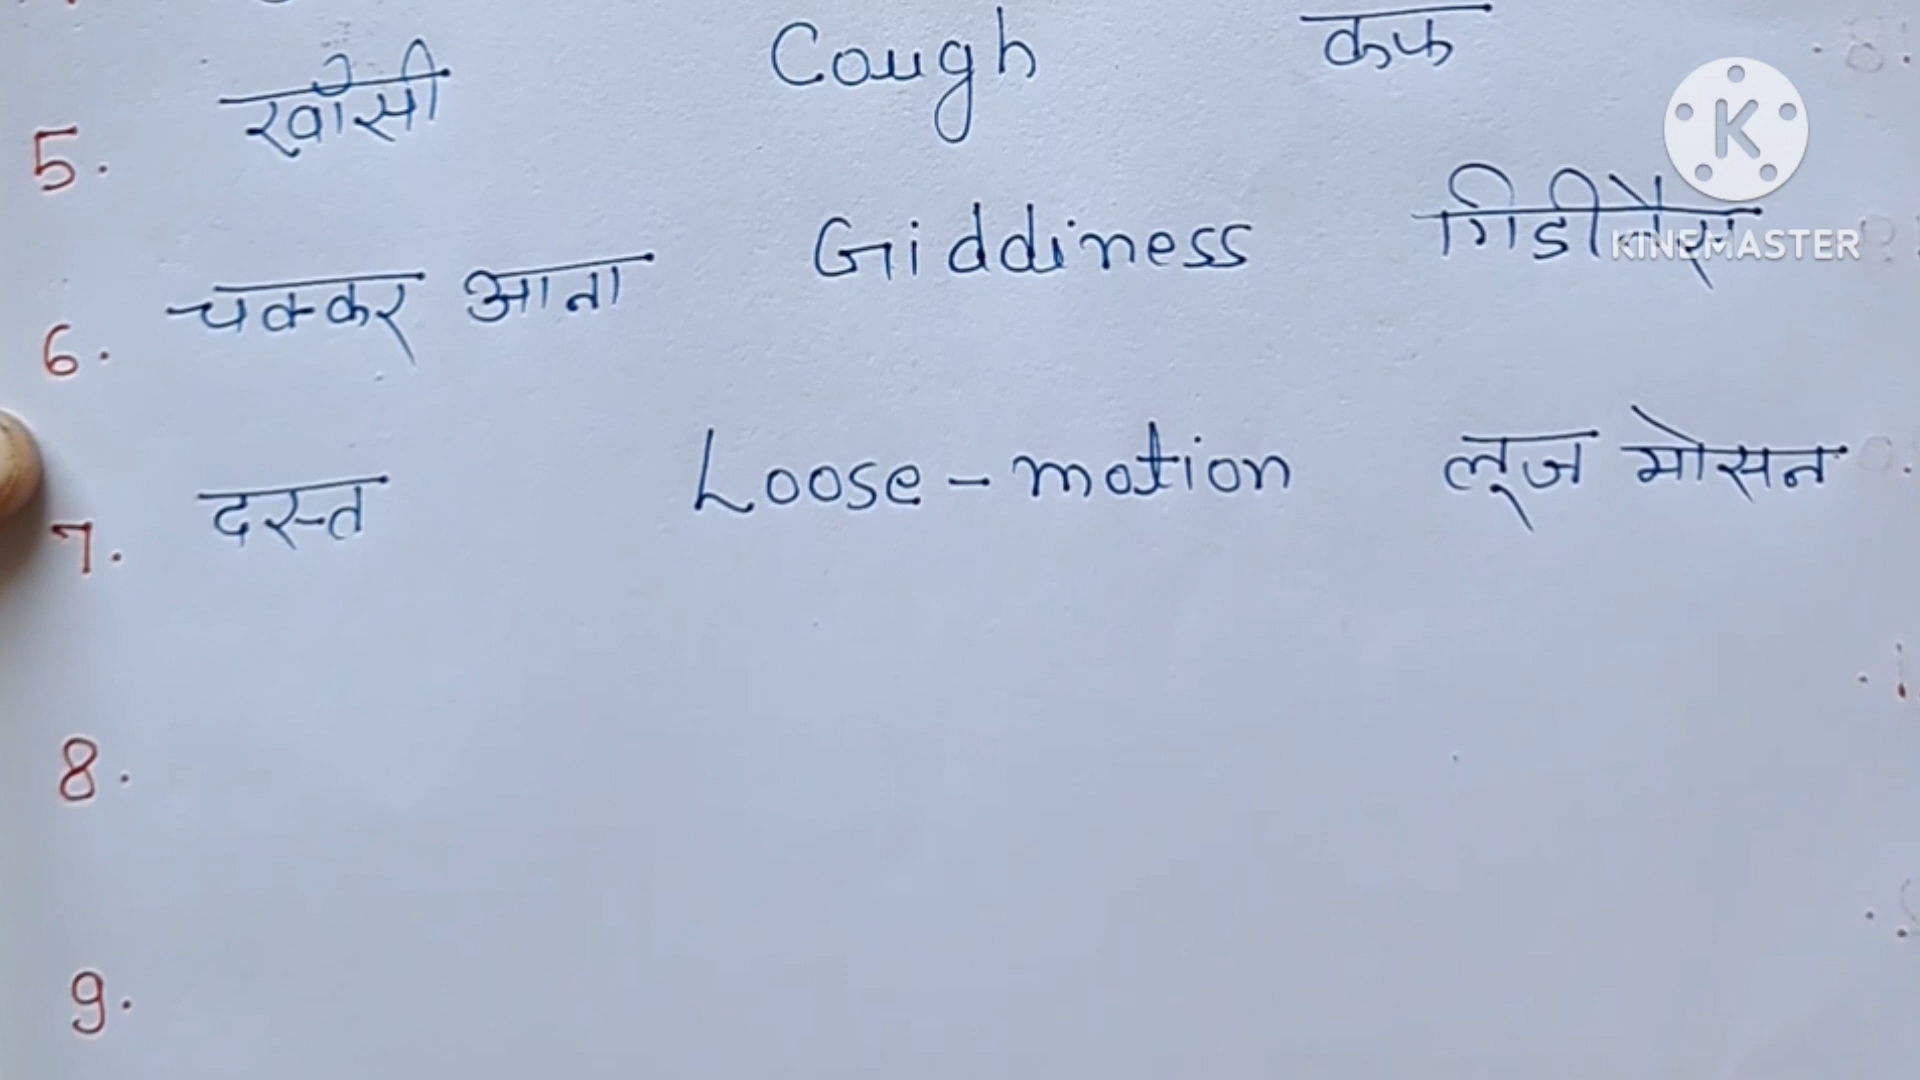 5. खाँसी Cough कफ
6. चक्कर आना Giddiness गिडीनैस
7. दस्त Loose-motion लूज मोसन
8.
9.
K
KINEMASTER